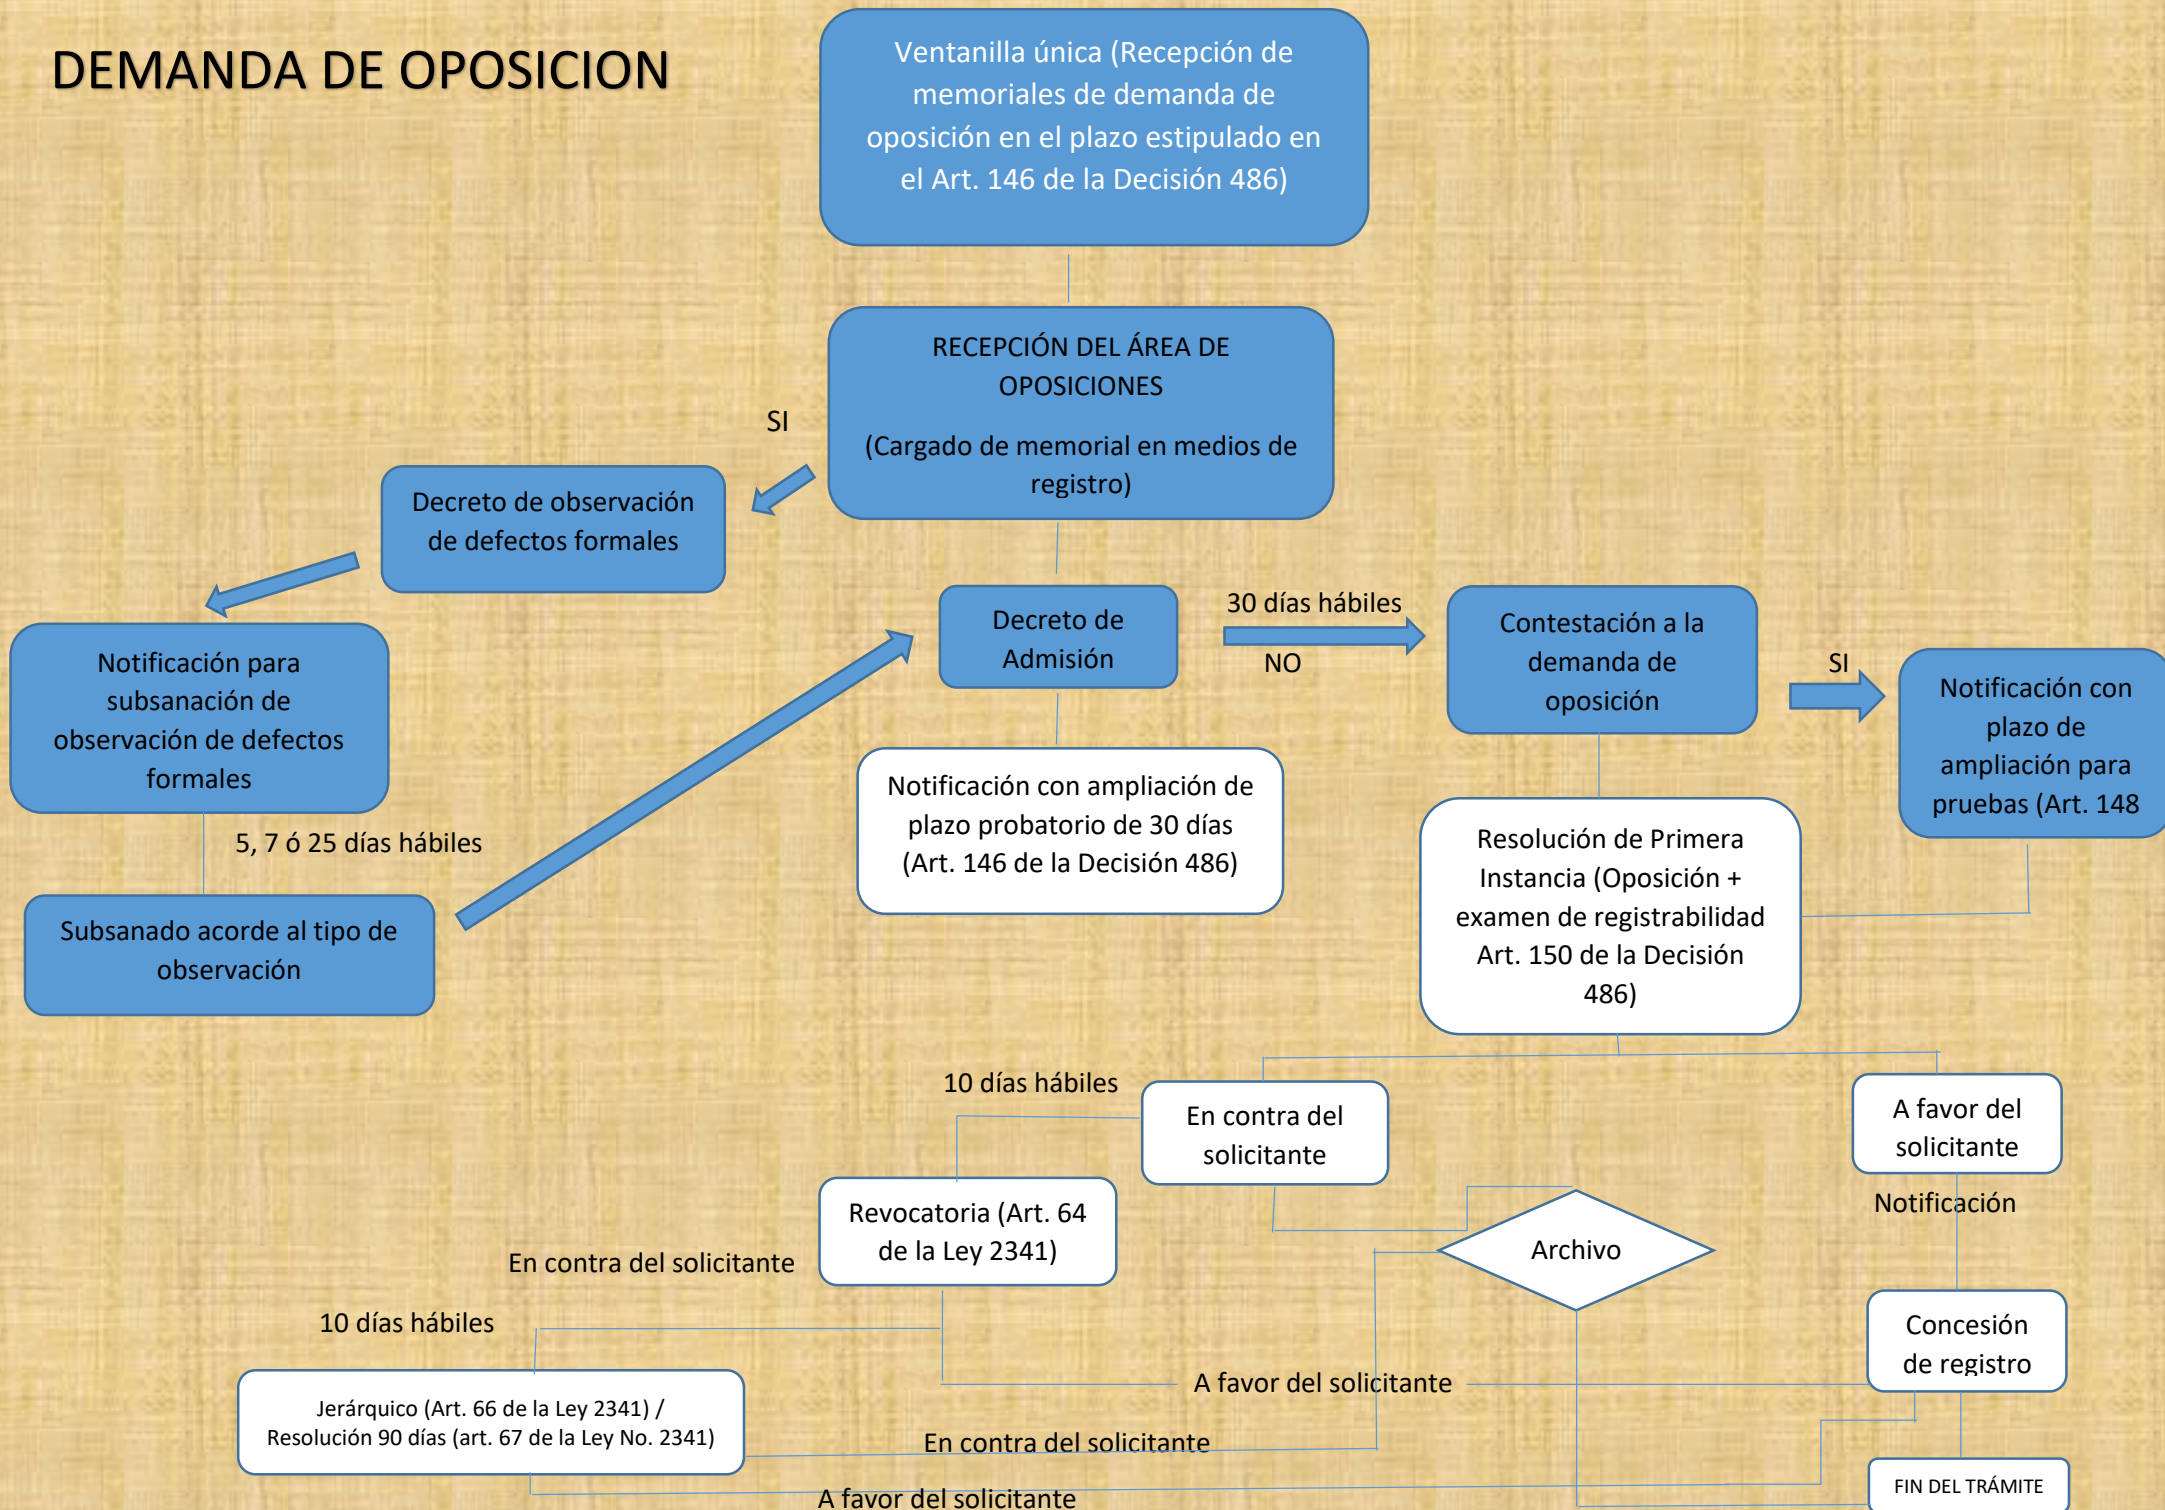 DEMANDA DE OPOSICION
Ventanilla única (Recepción de
memoriales de demanda de
oposición en el plazo estipulado en
el Art. 146 de la Decisión 486)
RECEPCIÓN DEL ÁREA DE
OPOSICIONES
(Cargado de memorial en medios de
registro)
SI
Decreto de observación
de defectos formales
Notificación para
subsanación de
observación de defectos
formales
5, 7 ó 25 días hábiles
Subsanado acorde al tipo de
observación
Decreto de
Admisión
30 días hábiles
NO
Notificación con ampliación de
plazo probatorio de 30 días
(Art. 146 de la Decisión 486)
Contestación a la
demanda de
oposición
SI
Notificación con
plazo de
ampliación para
pruebas (Art. 148
Resolución de Primera
Instancia (Oposición +
examen de registrabilidad
Art. 150 de la Decisión
486)
10 días hábiles
En contra del
solicitante
A favor del
solicitante
Notificación
Revocatoria (Art. 64
de la Ley 2341)
Archivo
En contra del solicitante
10 días hábiles
Concesión
de registro
A favor del solicitante
Jerárquico (Art. 66 de la Ley 2341) /
Resolución 90 días (art. 67 de la Ley No. 2341)
En contra del solicitante
A favor del solicitante
FIN DEL TRÁMITE